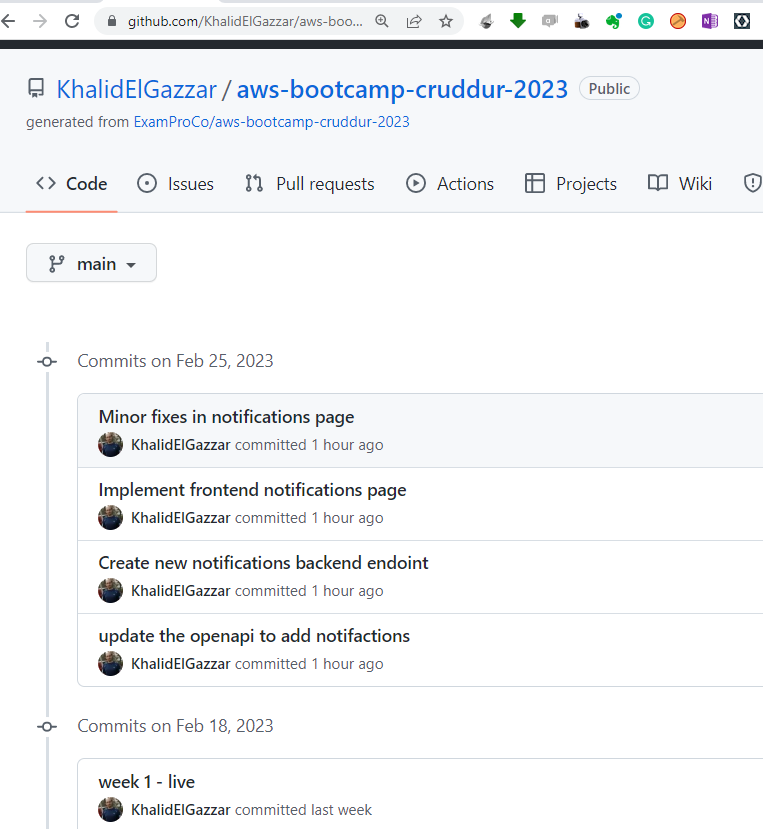 github.com/KhalidElGazzar/aws-boo...
KhalidElGazzar / aws-bootcamp-cruddur-2023 Public
generated from ExamProCo/aws-bootcamp-cruddur-2023
Code Issues Pull requests Actions Projects Wiki
main
Commits on Feb 25, 2023
Minor fixes in notifications page
KhalidElGazzar committed 1 hour ago
Implement frontend notifications page
KhalidElGazzar committed 1 hour ago
Create new notifications backend endoint
KhalidElGazzar committed 1 hour ago
update the openapi to add notifactions
KhalidElGazzar committed 1 hour ago
Commits on Feb 18, 2023
week 1 - live
KhalidElGazzar committed last week